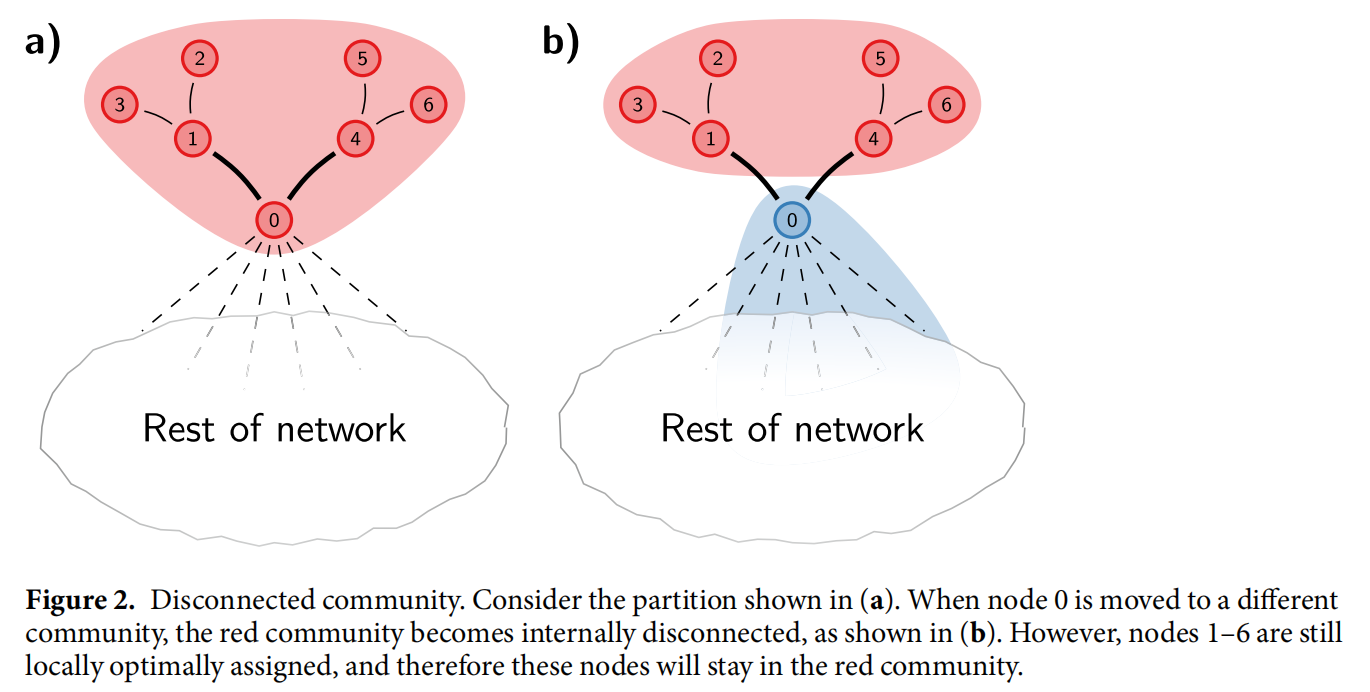 a)
2
5
3
6
1
4
0
Rest of network
b)
2
5
3
6
1
4
0
Rest of network
Figure 2. Disconnected community. Consider the partition shown in (a). When node 0 is moved to a different
community, the red community becomes internally disconnected, as shown in (b). However, nodes 1–6 are still
locally optimally assigned, and therefore these nodes will stay in the red community.